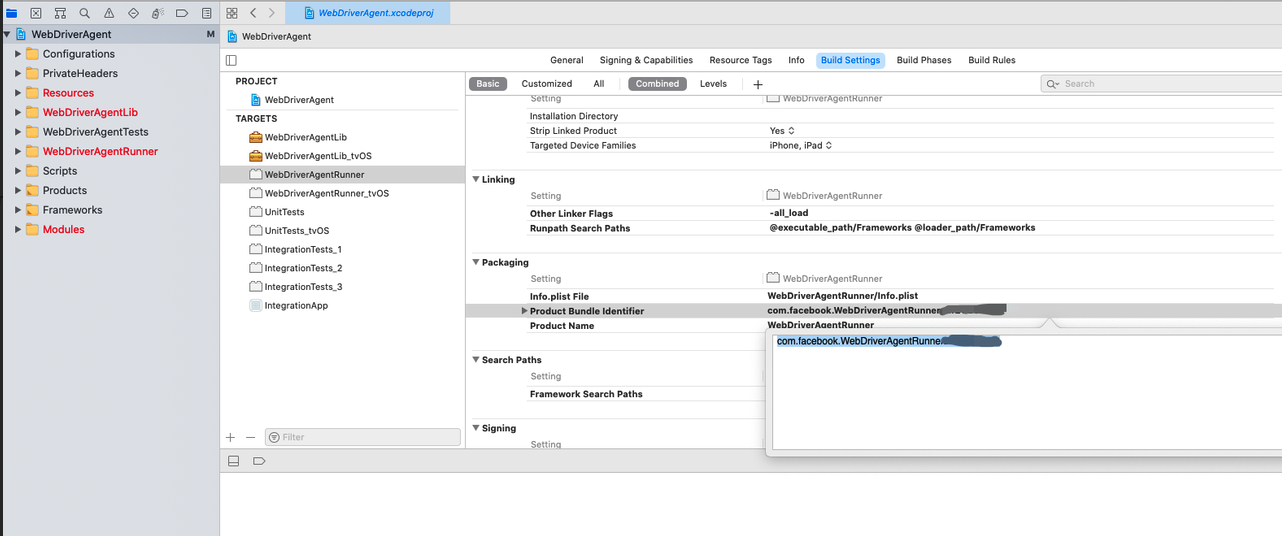 WebDriverAgent.xcodeproj
WebDriverAgent M
WebDriverAgent
Configurations
PrivateHeaders
Resources
WebDriverAgentLib
WebDriverAgentTests
WebDriverAgentRunner
Scripts
Products
Frameworks
Modules
General Signing & Capabilities Resource Tags Info Build Settings Build Phases Build Rules
PROJECT
WebDriverAgent
TARGETS
WebDriverAgentLib
WebDriverAgentLib_tvOS
WebDriverAgentRunner
WebDriverAgentRunner_tvOS
UnitTests
UnitTests_tvOS
IntegrationTests_1
IntegrationTests_2
IntegrationTests_3
IntegrationApp
Filter
Basic Customized All Combined Levels + Search
Setting WebDriverAgentRunner
Installation Directory
Strip Linked Product Yes
Targeted Device Families iPhone, iPad
Linking
Setting WebDriverAgentRunner
Other Linker Flags -all_load
Runpath Search Paths @executable_path/Frameworks @loader_path/Frameworks
Packaging
Setting WebDriverAgentRunner
Info.plist File WebDriverAgentRunner/Info.plist
Product Bundle Identifier com.facebook.WebDriverAgentRunner
Product Name WebDriverAgentRunner
com.facebook.WebDriverAgentRunner
Search Paths
Setting
Framework Search Paths
Signing
Setting